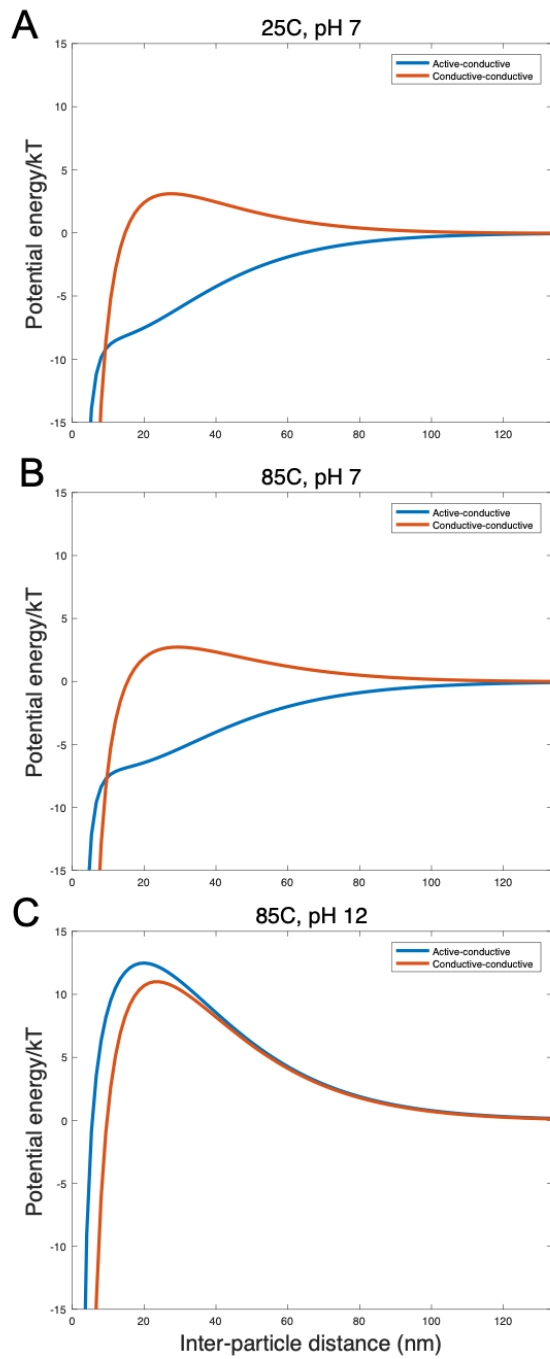 A
25C, pH 7
Active-conductive
Conductive-conductive
Potential energy/kT
15
10
5
0
-5
-10
-15
0 20 40 60 80 100 120
B
85C, pH 7
Active-conductive
Conductive-conductive
Potential energy/kT
15
10
5
0
-5
-10
-15
0 20 40 60 80 100 120
C
85C, pH 12
Active-conductive
Conductive-conductive
Potential energy/kT
15
10
5
0
-5
-10
-15
0 20 40 60 80 100 120
Inter-particle distance (nm)